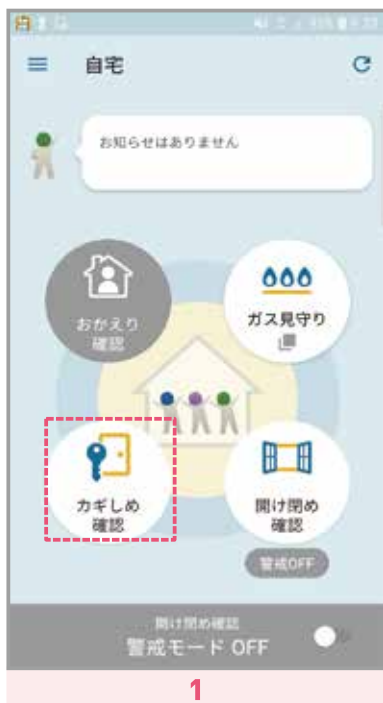 自宅
お知らせはありません
おかえり
確認
ガス見守り
カギしめ
確認
開け閉め
確認
警戒OFF
開け閉め確認
警戒モード OFF
1